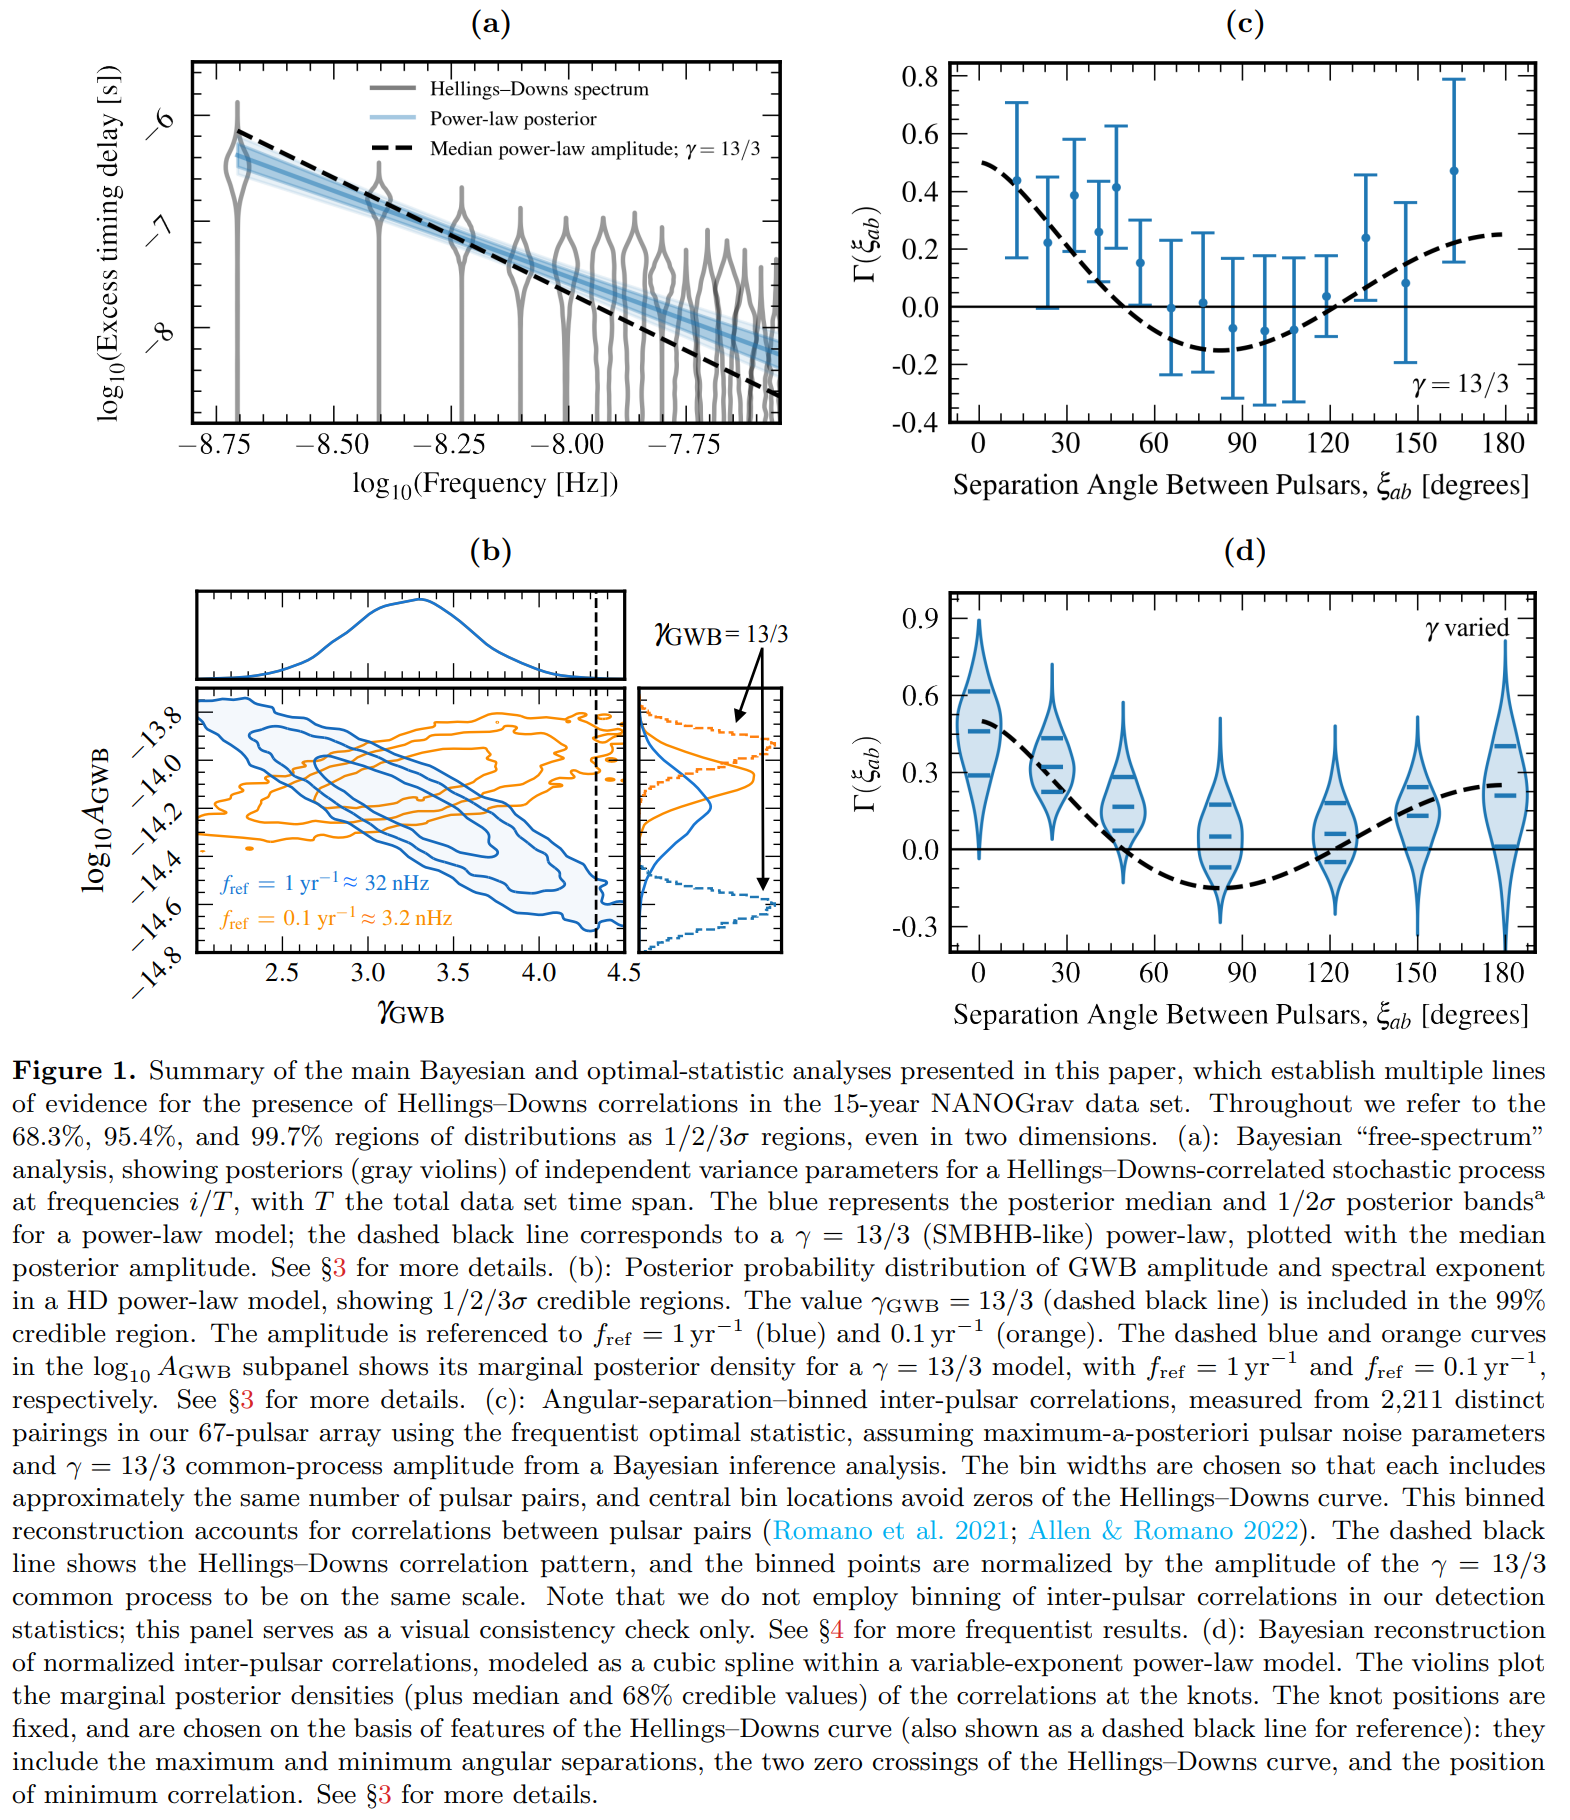 (a)
log10(Excess timing delay [s])
−6
−7
−8
Hellings–Downs spectrum
Power-law posterior
Median power-law amplitude; γ = 13/3
−8.75 −8.50 −8.25 −8.00 −7.75
log10(Frequency [Hz])
(c)
Γ(ξab)
0.8
0.6
0.4
0.2
0.0
-0.2
-0.4
γ = 13/3
0 30 60 90 120 150 180
Separation Angle Between Pulsars, ξab [degrees]
(b)
γGWB = 13/3
log10 AGWB
−13.8
−14.0
−14.2
−14.4
−14.6
−14.8
fref = 1 yr−1 ≈ 32 nHz
fref = 0.1 yr−1 ≈ 3.2 nHz
2.5 3.0 3.5 4.0 4.5
γGWB
(d)
Γ(ξab)
0.9
0.6
0.3
0.0
-0.3
γ varied
0 30 60 90 120 150 180
Separation Angle Between Pulsars, ξab [degrees]
Figure 1. Summary of the main Bayesian and optimal-statistic analyses presented in this paper, which establish multiple lines
of evidence for the presence of Hellings–Downs correlations in the 15-year NANOGrav data set. Throughout we refer to the
68.3%, 95.4%, and 99.7% regions of distributions as 1/2/3σ regions, even in two dimensions. (a): Bayesian “free-spectrum”
analysis, showing posteriors (gray violins) of independent variance parameters for a Hellings–Downs-correlated stochastic process
at frequencies i/T, with T the total data set time span. The blue represents the posterior median and 1/2σ posterior bandsa
for a power-law model; the dashed black line corresponds to a γ = 13/3 (SMBHB-like) power-law, plotted with the median
posterior amplitude. See §3 for more details. (b): Posterior probability distribution of GWB amplitude and spectral exponent
in a HD power-law model, showing 1/2/3σ credible regions. The value γGWB = 13/3 (dashed black line) is included in the 99%
credible region. The amplitude is referenced to fref = 1 yr−1 (blue) and 0.1 yr−1 (orange). The dashed blue and orange curves
in the log10 AGWB subpanel shows its marginal posterior density for a γ = 13/3 model, with fref = 1 yr−1 and fref = 0.1 yr−1,
respectively. See §3 for more details. (c): Angular-separation–binned inter-pulsar correlations, measured from 2,211 distinct
pairings in our 67-pulsar array using the frequentist optimal statistic, assuming maximum-a-posteriori pulsar noise parameters
and γ = 13/3 common-process amplitude from a Bayesian inference analysis. The bin widths are chosen so that each includes
approximately the same number of pulsar pairs, and central bin locations avoid zeros of the Hellings–Downs curve. This binned
reconstruction accounts for correlations between pulsar pairs (Romano et al. 2021; Allen & Romano 2022). The dashed black
line shows the Hellings–Downs correlation pattern, and the binned points are normalized by the amplitude of the γ = 13/3
common process to be on the same scale. Note that we do not employ binning of inter-pulsar correlations in our detection
statistics; this panel serves as a visual consistency check only. See §4 for more frequentist results. (d): Bayesian reconstruction
of normalized inter-pulsar correlations, modeled as a cubic spline within a variable-exponent power-law model. The violins plot
the marginal posterior densities (plus median and 68% credible values) of the correlations at the knots. The knot positions are
fixed, and are chosen on the basis of features of the Hellings–Downs curve (also shown as a dashed black line for reference): they
include the maximum and minimum angular separations, the two zero crossings of the Hellings–Downs curve, and the position
of minimum correlation. See §3 for more details.